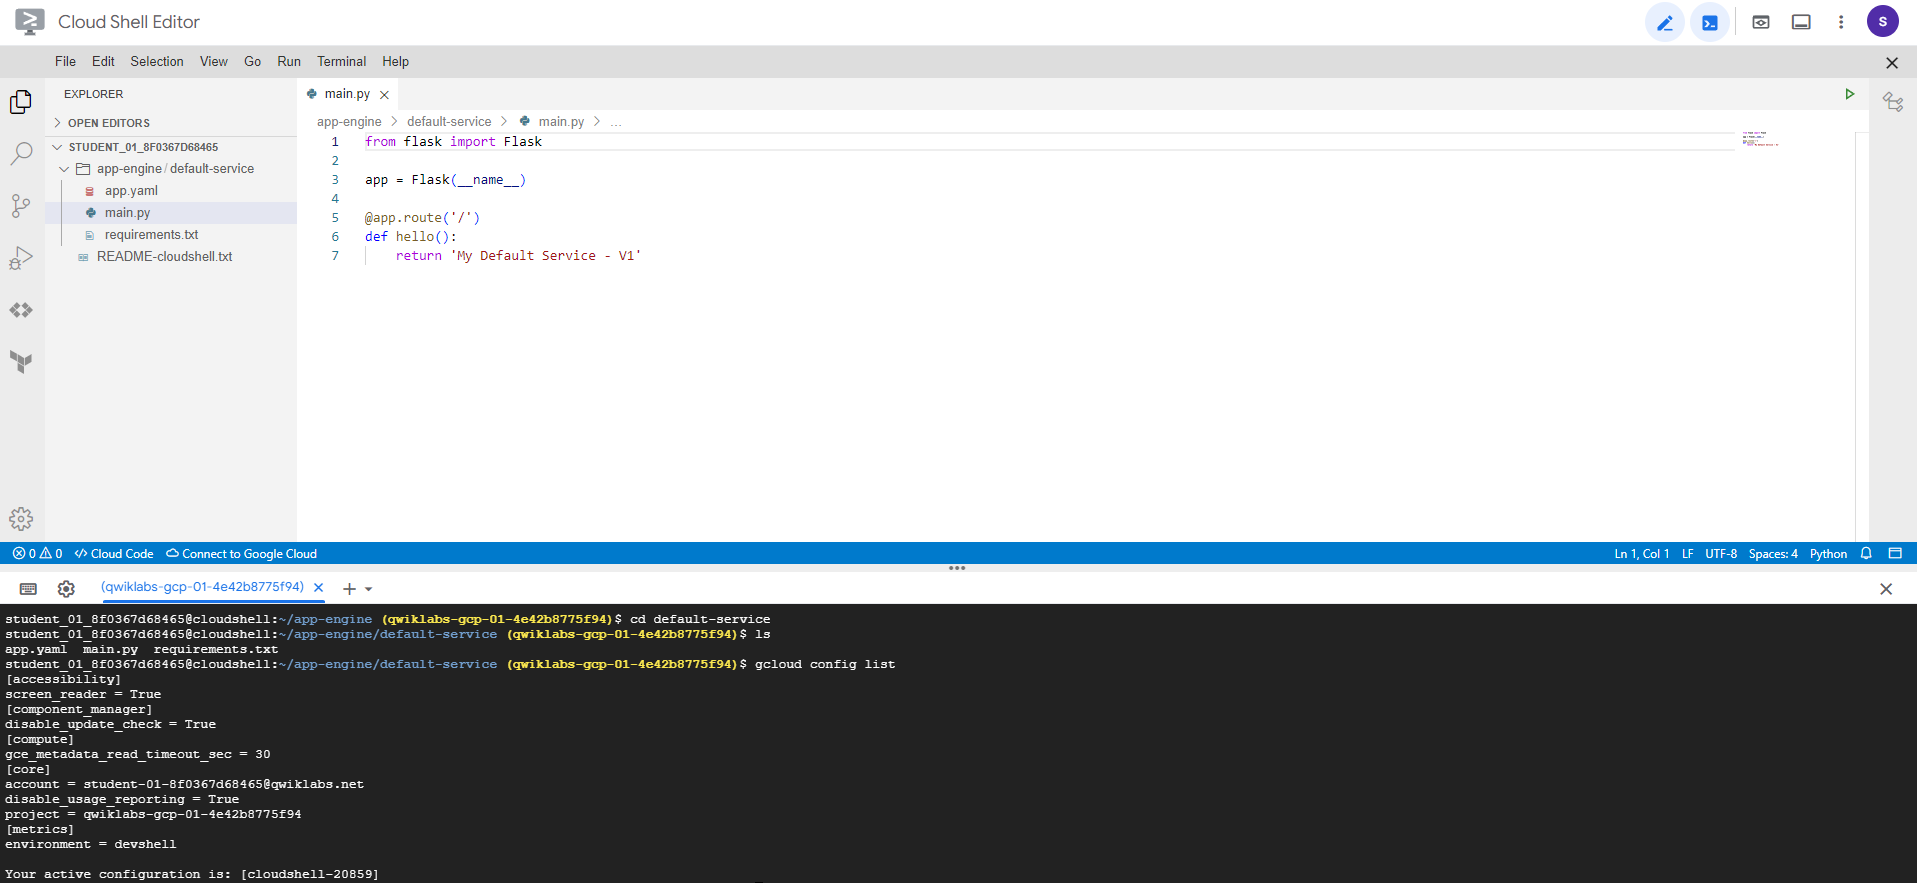 Cloud Shell Editor
S
File Edit Selection View Go Run Terminal Help
EXPLORER
OPEN EDITORS
STUDENT_01_8F0367D68465
app-engine / default-service
app.yaml
main.py
requirements.txt
README-cloudshell.txt
main.py
app-engine > default-service > main.py > ...
1 from flask import Flask
2
3 app = Flask(__name__)
4
5 @app.route('/')
6 def hello():
7 return 'My Default Service - V1'
0 0 Cloud Code Connect to Google Cloud
Ln 1, Col 1 LF UTF-8 Spaces: 4 Python
(qwiklabs-gcp-01-4e42b8775f94)
student_01_8f0367d68465@cloudshell:~/app-engine (qwiklabs-gcp-01-4e42b8775f94)$ cd default-service
student_01_8f0367d68465@cloudshell:~/app-engine/default-service (qwiklabs-gcp-01-4e42b8775f94)$ ls
app.yaml main.py requirements.txt
student_01_8f0367d68465@cloudshell:~/app-engine/default-service (qwiklabs-gcp-01-4e42b8775f94)$ gcloud config list
[accessibility]
screen_reader = True
[component_manager]
disable_update_check = True
[compute]
gce_metadata_read_timeout_sec = 30
[core]
account = student-01-8f0367d68465@qwiklabs.net
disable_usage_reporting = True
project = qwiklabs-gcp-01-4e42b8775f94
[metrics]
environment = devshell
Your active configuration is: [cloudshell-20859]